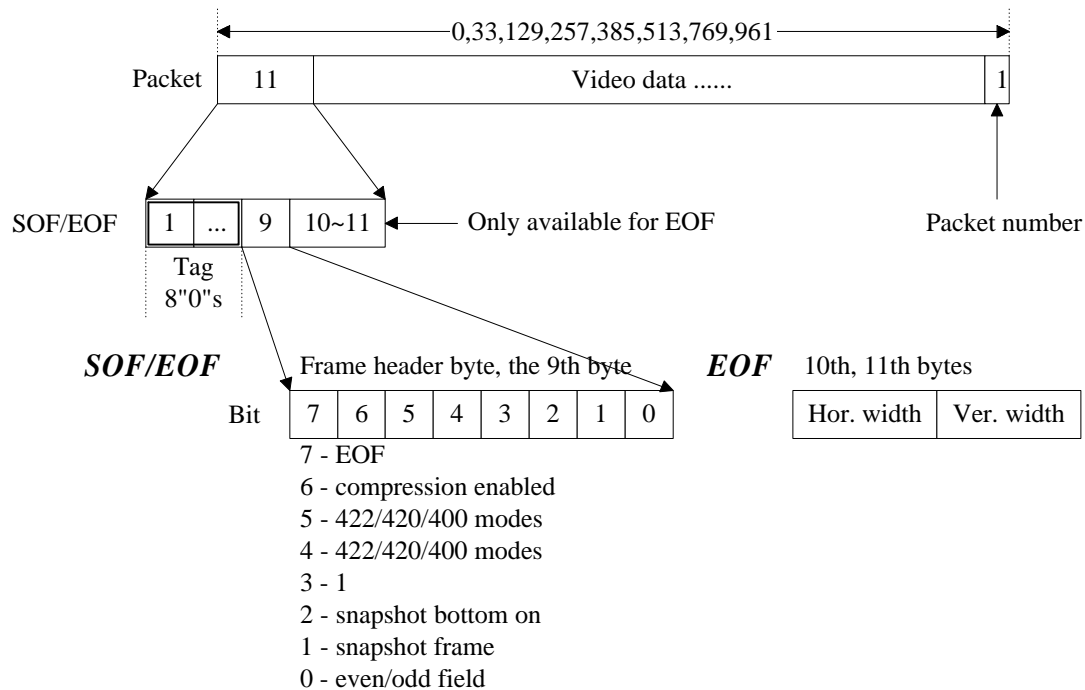 0,33,129,257,385,513,769,961
Packet 11 Video data ...... 1
SOF/EOF 1 ... 9 10~11 Only available for EOF Packet number
Tag
8"0"s
SOF/EOF Frame header byte, the 9th byte EOF 10th, 11th bytes
Bit 7 6 5 4 3 2 1 0 Hor. width Ver. width
7 - EOF
6 - compression enabled
5 - 422/420/400 modes
4 - 422/420/400 modes
3 - 1
2 - snapshot bottom on
1 - snapshot frame
0 - even/odd field